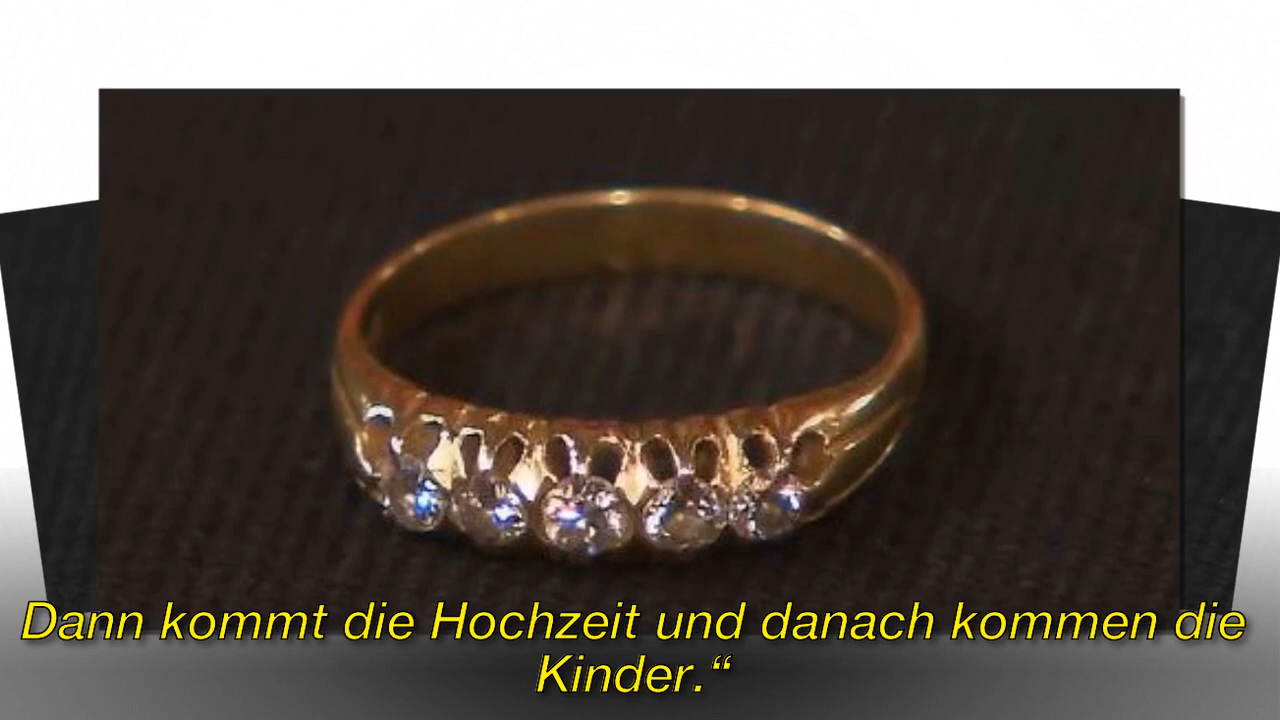 Dann kommt die Hochzeit und danach kommen die
Kinder.“